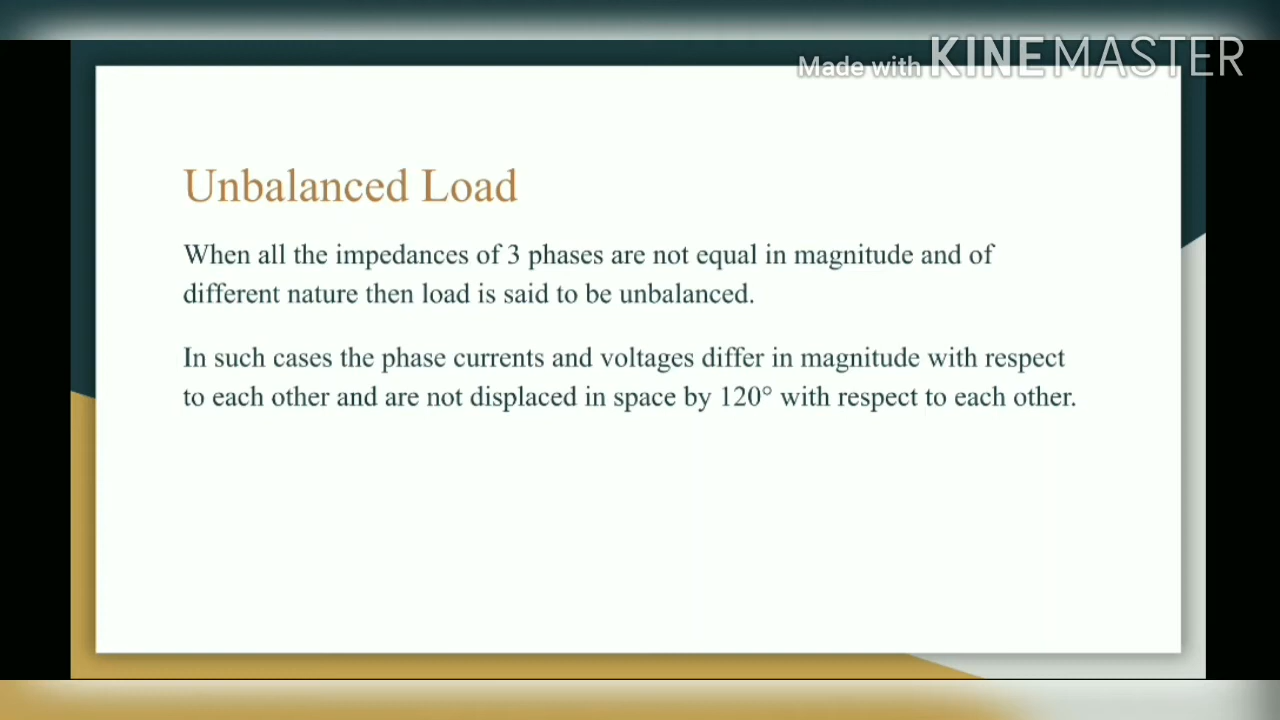 Made with KINEMASTER
Unbalanced Load
When all the impedances of 3 phases are not equal in magnitude and of
different nature then load is said to be unbalanced.
In such cases the phase currents and voltages differ in magnitude with respect
to each other and are not displaced in space by 120° with respect to each other.